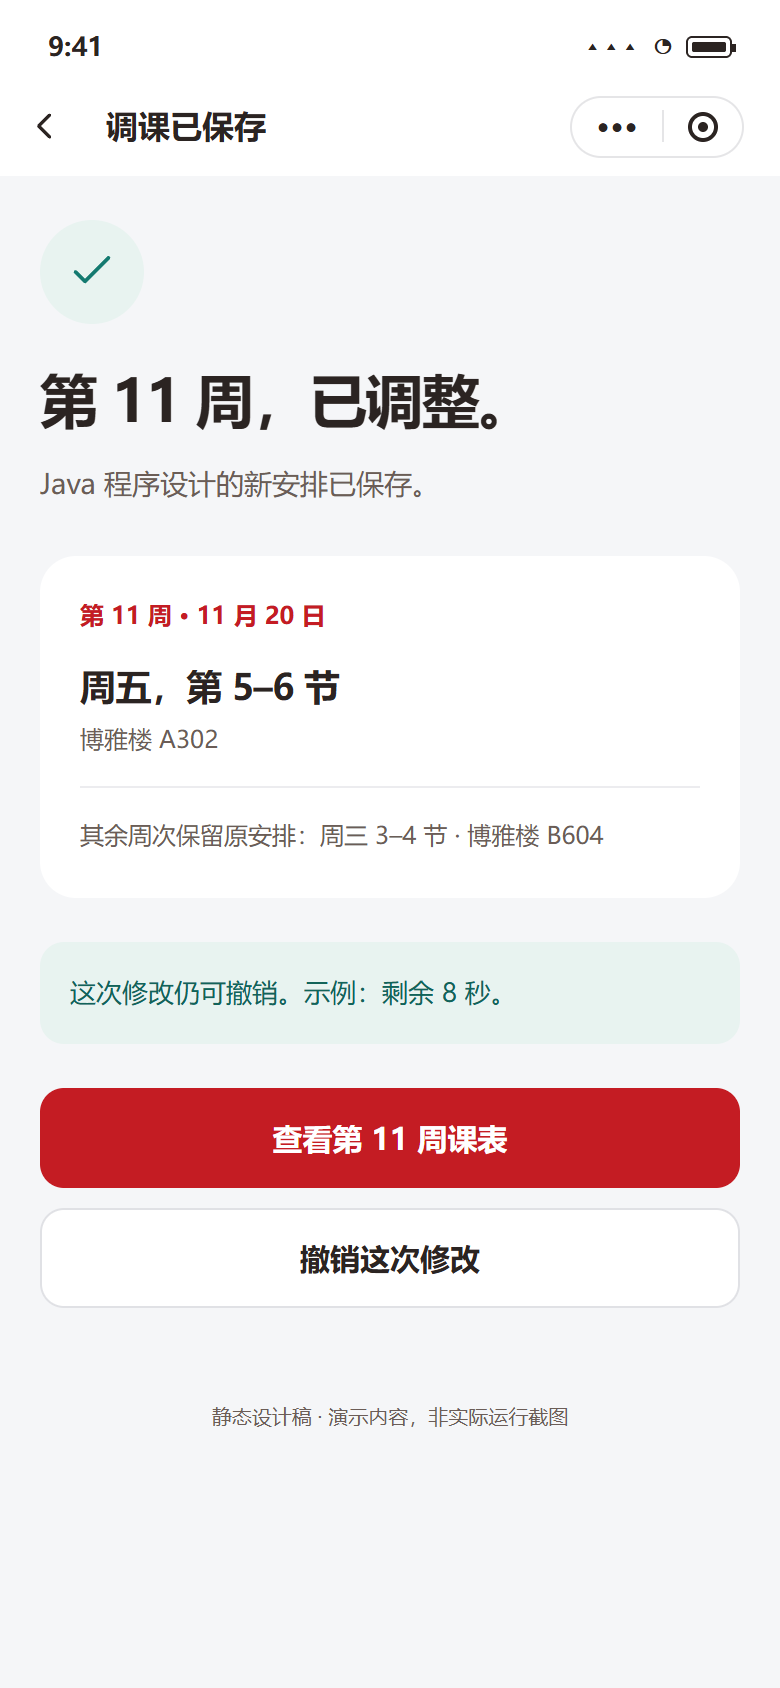 9:41
调课已保存
第 11 周，已调整。
Java 程序设计的新安排已保存。
第 11 周 · 11 月 20 日
周五，第 5–6 节
博雅楼 A302
其余周次保留原安排：周三 3–4 节 · 博雅楼 B604
这次修改仍可撤销。示例：剩余 8 秒。
查看第 11 周课表
撤销这次修改
静态设计稿 · 演示内容，非实际运行截图